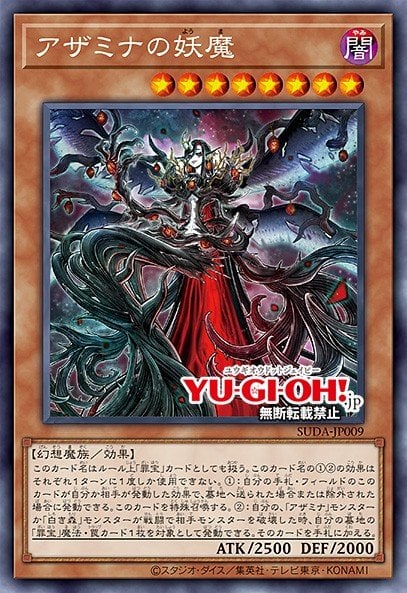 アザミナの妖魔
闇
ユウギオウドットジェイピー
YU-GI-OH!.jp
無断転載禁止
SUDA-JP009
【幻想魔族／効果】
このカード名はルール上「罪宝」カードとしても扱う。このカード名の①②の効果は
それぞれ1ターンに1度しか使用できない。①：自分の手札・フィールドのこの
カードが自分か相手が発動した効果で、墓地へ送られた場合または除外された
場合に発動できる。このカードを特殊召喚する。②：自分の、「アザミナ」モンスター
か「白き森」モンスターが戦闘で相手モンスターを破壊した時、自分の墓地の
「罪宝」魔法・罠カード1枚を対象として発動できる。そのカードを手札に加える。
ATK/2500 DEF/2000
©スタジオ・ダイス／集英社・テレビ東京・KONAMI